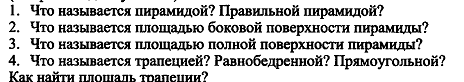 1. Что называется пирамидой? Правильной пирамидой?
2. Что называется площадью боковой поверхности пирамиды?
3. Что называется площадью полной поверхности пирамиды?
4. Что называется трапецией? Равнобедренной? Прямоугольной?
Как найти площадь трапеции?